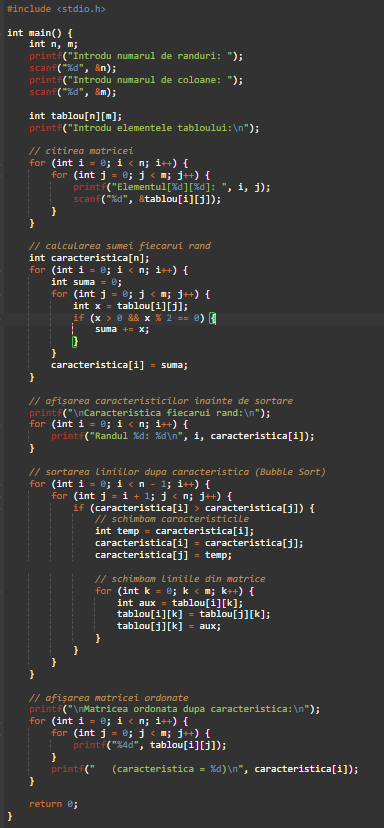 #include <stdio.h>

int main() {
    int n, m;
    printf("Introdu numarul de randuri: ");
    scanf("%d", &n);
    printf("Introdu numarul de coloane: ");
    scanf("%d", &m);

    int tablou[n][m];
    printf("Introdu elementele tabloului:\n");

    // citirea matricei
    for (int i = 0; i < n; i++) {
        for (int j = 0; j < m; j++) {
            printf("Elementul[%d][%d]: ", i, j);
            scanf("%d", &tablou[i][j]);
        }
    }

    // calcularea sumei fiecarui rand
    int caracteristica[n];
    for (int i = 0; i < n; i++) {
        int suma = 0;
        for (int j = 0; j < m; j++) {
            int x = tablou[i][j];
            if (x > 0 && x % 2 == 0) {
                suma += x;
            }
        }
        caracteristica[i] = suma;
    }

    // afișarea caracteristicilor inainte de sortare
    printf("\nCaracteristica fiecarui rand:\n");
    for (int i = 0; i < n; i++) {
        printf("Randul %d: %d\n", i, caracteristica[i]);
    }

    // sortarea liniilor dupa caracteristica (Bubble Sort)
    for (int i = 0; i < n - 1; i++) {
        for (int j = i + 1; j < n; j++) {
            if (caracteristica[i] > caracteristica[j]) {
                // schimbam caracteristicile
                int temp = caracteristica[i];
                caracteristica[i] = caracteristica[j];
                caracteristica[j] = temp;

                // schimbam liniile din matrice
                for (int k = 0; k < m; k++) {
                    int aux = tablou[i][k];
                    tablou[i][k] = tablou[j][k];
                    tablou[j][k] = aux;
                }
            }
        }
    }

    // afișarea matricei ordonate
    printf("\nMatricea ordonata dupa caracteristica:\n");
    for (int i = 0; i < n; i++) {
        for (int j = 0; j < m; j++) {
            printf("%4d", tablou[i][j]);
        }
        printf("   (caracteristica = %d)\n", caracteristica[i]);
    }

    return 0;
}